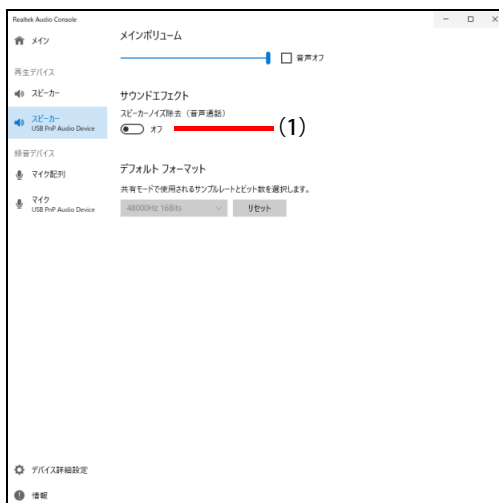 Realtek Audio Console
メイン
再生デバイス
スピーカー
スピーカー
USB PnP Audio Device
録音デバイス
マイク配列
マイク
USB PnP Audio Device
デバイス詳細設定
情報
メインボリューム
音声オフ
サウンドエフェクト
スピーカーノイズ除去（音声通話）
オフ
(1)
デフォルト フォーマット
共有モードで使用されるサンプルレートとビット数を選択します。
48000Hz 16Bits
リセット